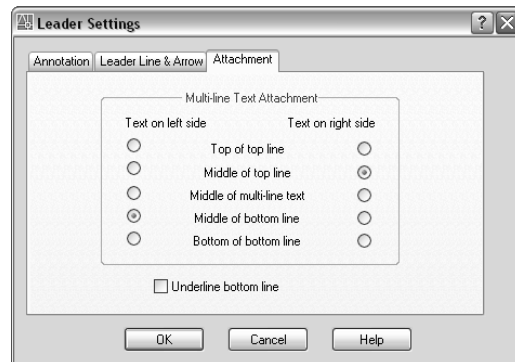 Leader Settings
Annotation Leader Line & Arrow Attachment
Multi-line Text Attachment
Text on left side Text on right side
Top of top line
Middle of top line
Middle of multi-line text
Middle of bottom line
Bottom of bottom line
Underline bottom line
OK Cancel Help